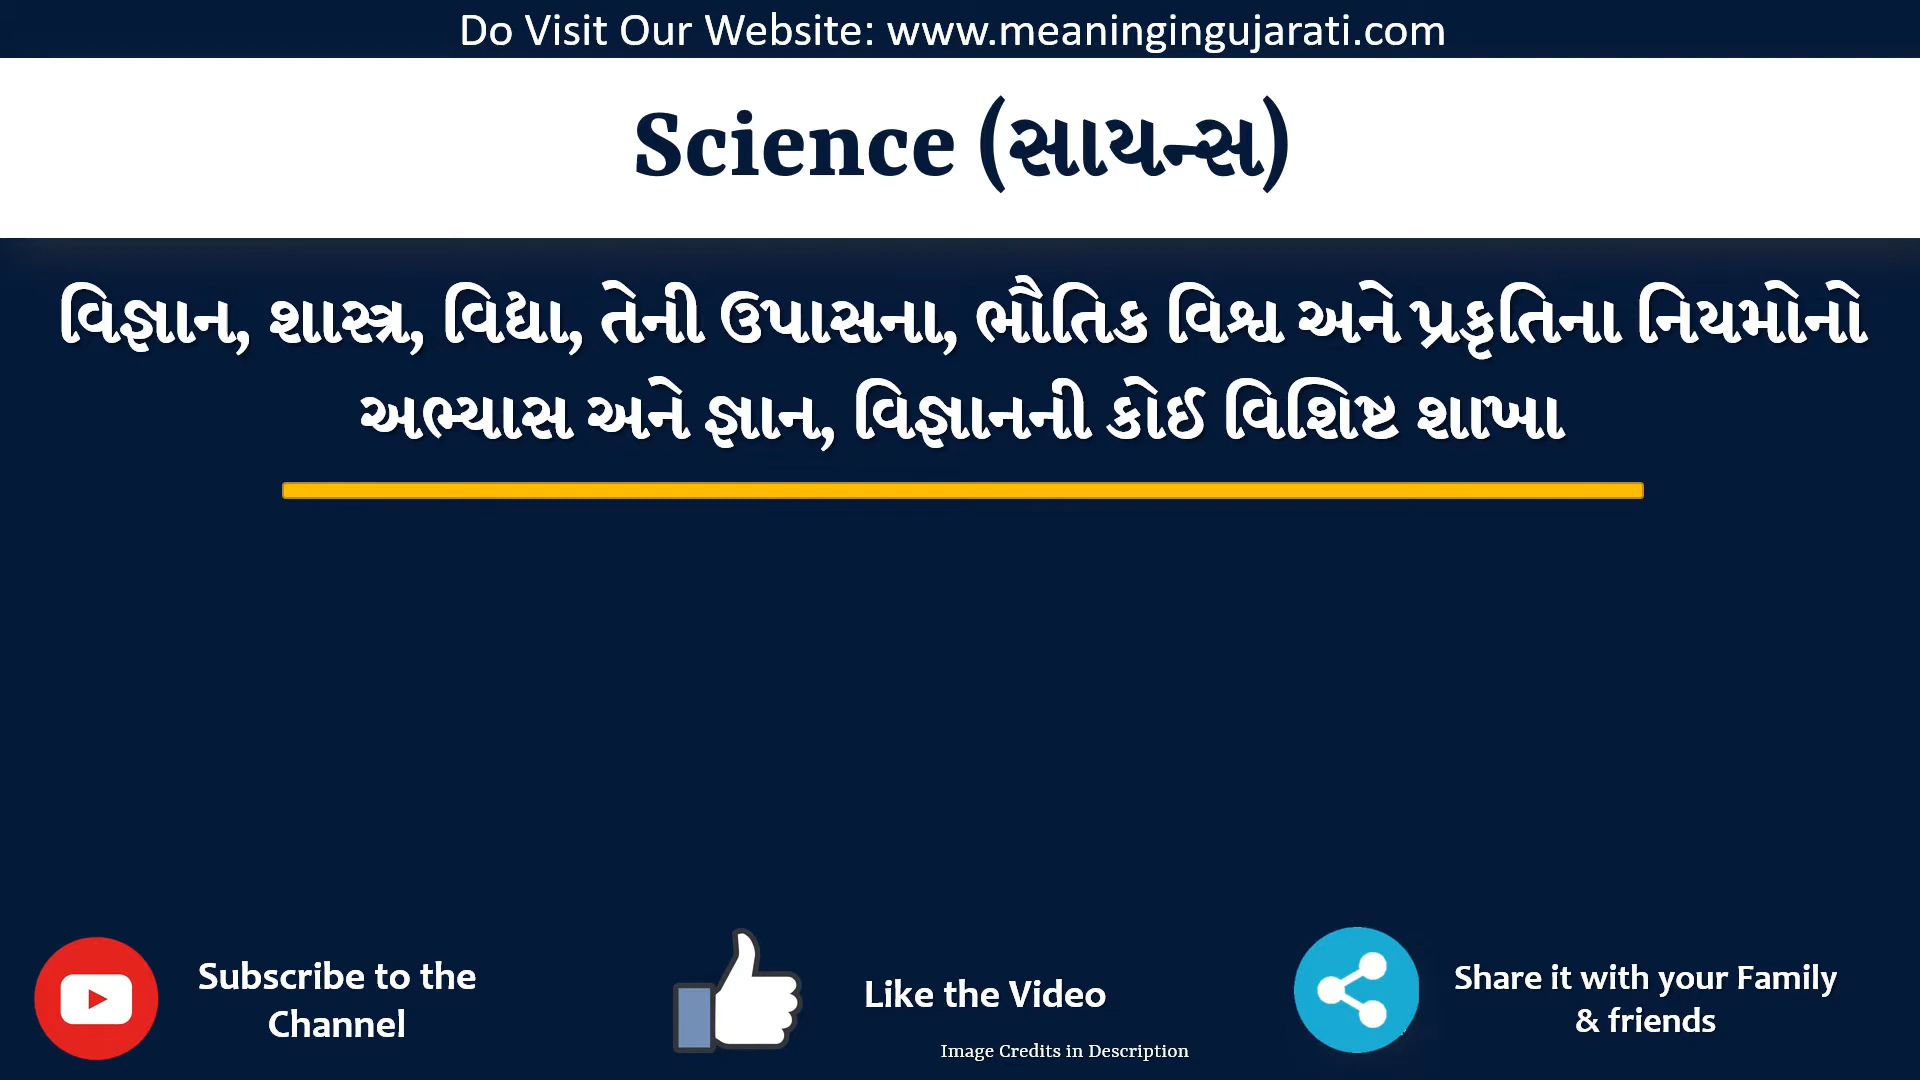 Do Visit Our Website: www.meaningingujarati.com
Science (સાયન્સ)
વિજ્ઞાન, શાસ્ત્ર, વિદ્યા, તેની ઉપાસના, ભૌતિક વિશ્વ અને પ્રકૃતિના નિયમોનો
અભ્યાસ અને જ્ઞાન, વિજ્ઞાનની કોઈ વિશિષ્ટ શાખા
Subscribe to the
Channel
Like the Video
Share it with your Family
& friends
Image Credits in Description